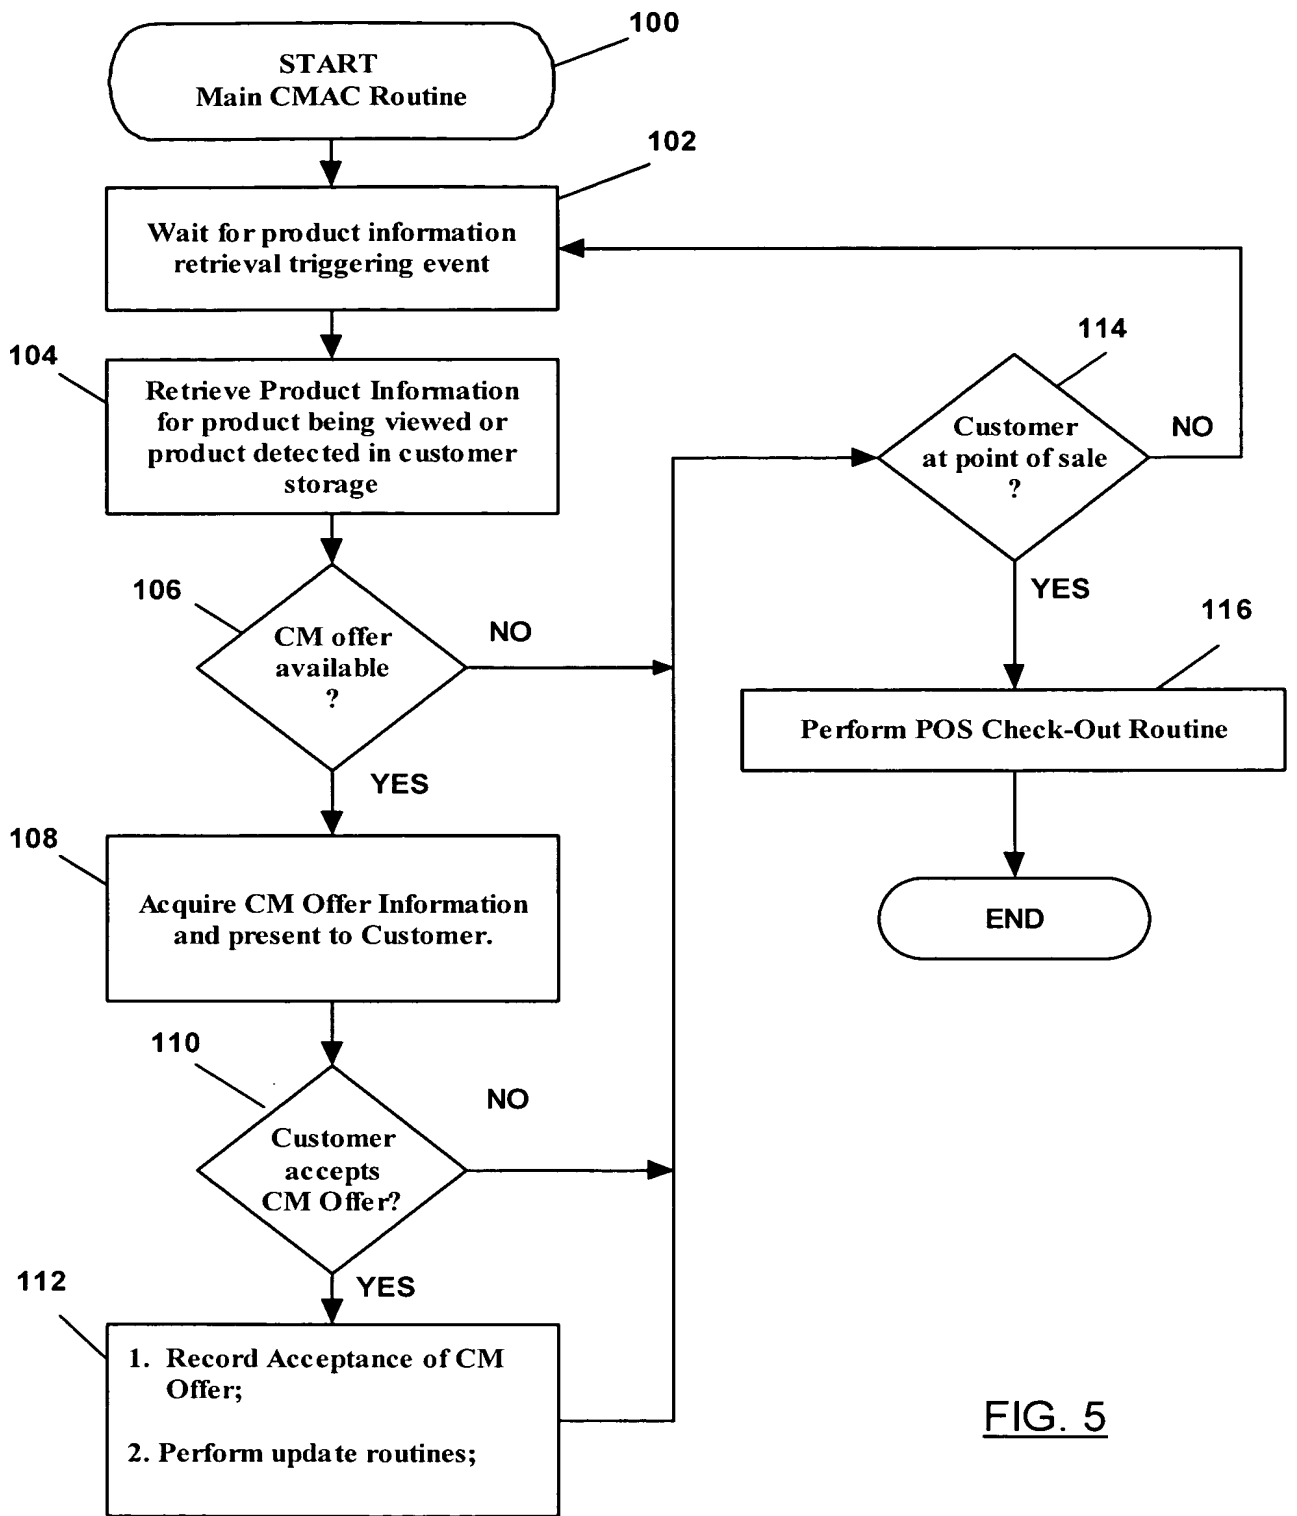 100
START
Main CMAC Routine
102
Wait for product information
retrieval triggering event
104
Retrieve Product Information
for product being viewed or
product detected in customer
storage
106
CM offer
available
?
NO
YES
108
Acquire CM Offer Information
and present to Customer.
110
Customer
accepts
CM Offer?
NO
YES
112
1. Record Acceptance of CM
Offer;
2. Perform update routines;
114
Customer
at point of sale
?
NO
YES
116
Perform POS Check-Out Routine
END
FIG. 5